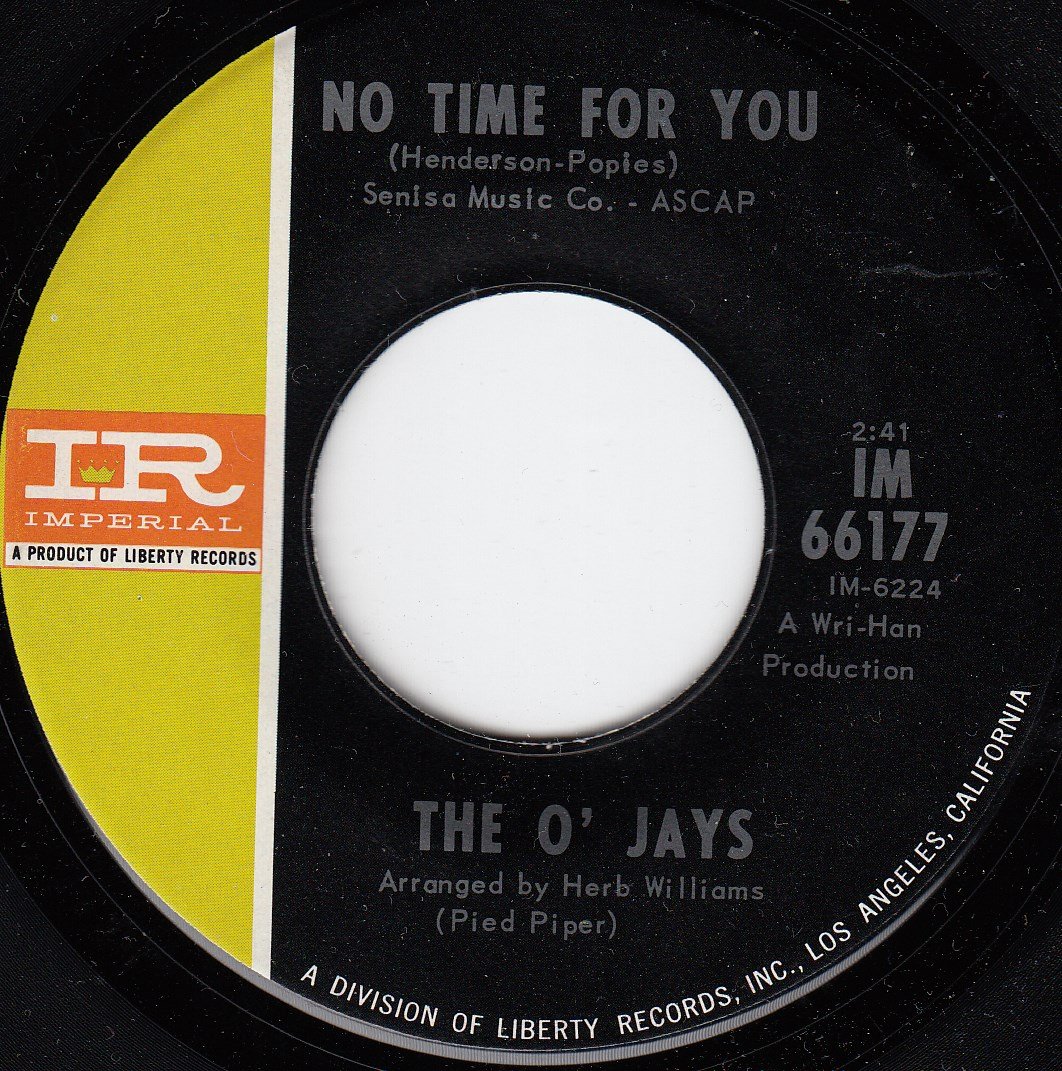 NO TIME FOR YOU
(Henderson-Popies)
Senisa Music Co. - ASCAP
IR
IMPERIAL
A PRODUCT OF LIBERTY RECORDS
2:41
IM
66177
IM-6224
A Wri-Han
Production
THE O' JAYS
Arranged by Herb Williams
(Pied Piper)
A DIVISION OF LIBERTY RECORDS, INC., LOS ANGELES, CALIFORNIA